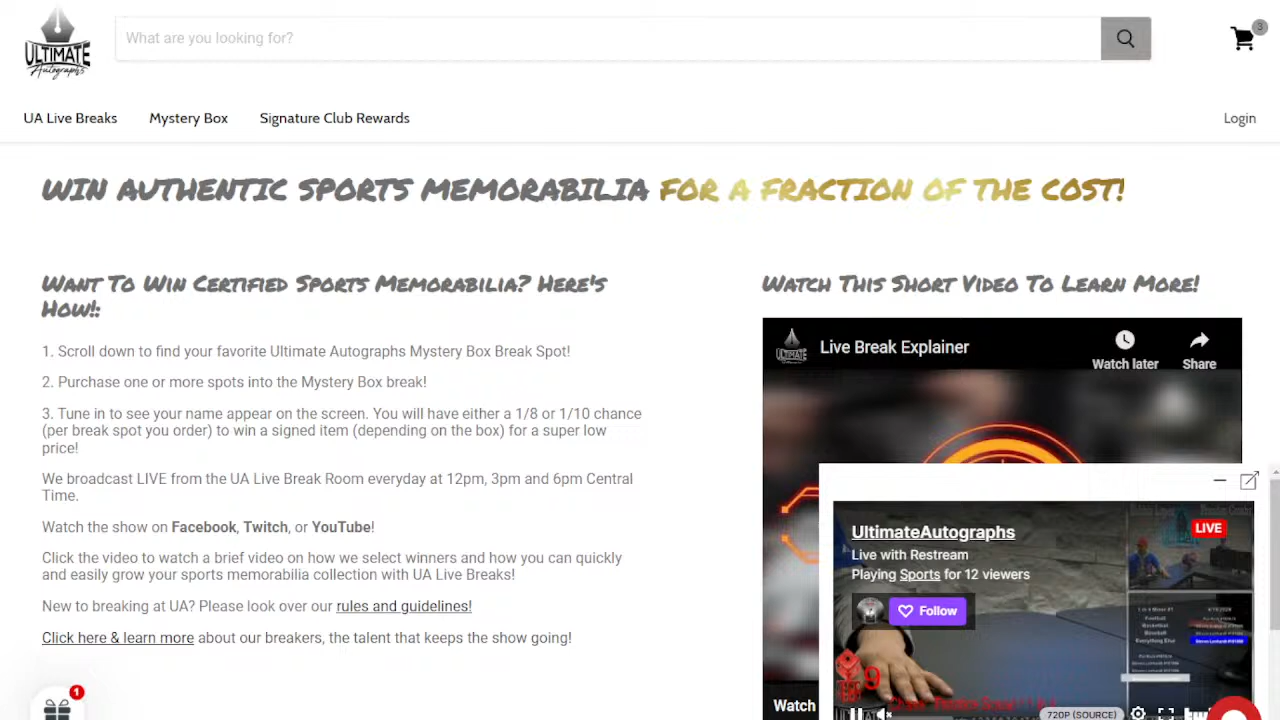 ULTIMATE
Autographs
What are you looking for?
3
UA Live Breaks
Mystery Box
Signature Club Rewards
Login
WIN AUTHENTIC SPORTS MEMORABILIA FOR A FRACTION OF THE COST!
Want To Win Certified Sports Memorabilia? Here's
How!:
1. Scroll down to find your favorite Ultimate Autographs Mystery Box Break Spot!
2. Purchase one or more spots into the Mystery Box break!
3. Tune in to see your name appear on the screen. You will have either a 1/8 or 1/10 chance
(per break spot you order) to win a signed item (depending on the box) for a super low
price!
We broadcast LIVE from the UA Live Break Room everyday at 12pm, 3pm and 6pm Central
Time.
Watch the show on Facebook, Twitch, or YouTube!
Click the video to watch a brief video on how we select winners and how you can quickly
and easily grow your sports memorabilia collection with UA Live Breaks!
New to breaking at UA? Please look over our rules and guidelines!
Click here & learn more about our breakers, the talent that keeps the show going!
1
Watch This Short Video To Learn More!
ULTIMATE
Live Break Explainer
Watch later
Share
Watch
UltimateAutographs
LIVE
Live with Restream
Playing Sports for 12 viewers
Follow
Football
Basketball
Baseball
Everything Else
9
720P (SOURCE)